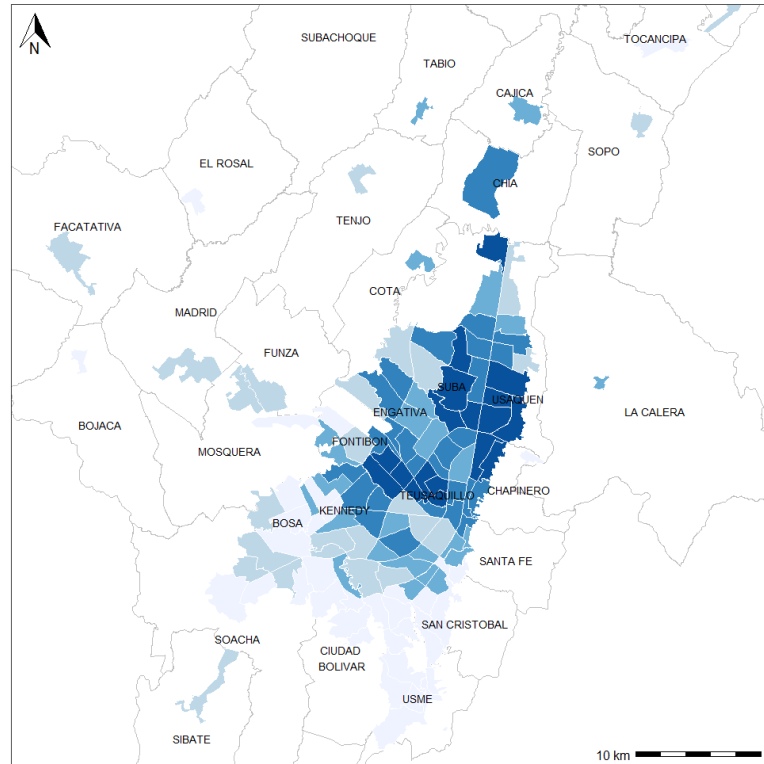 SUBACHOQUE
TOCANCIPA
N
TABIO
CAJICA
SOPO
EL ROSAL
CHIA
TENJO
FACATATIVA
COTA
MADRID
FUNZA
SUBA
USAQUEN
ENGATIVA
LA CALERA
BOJACA
FONTIBON
MOSQUERA
CHAPINERO
TEUSAQUILLO
KENNEDY
BOSA
SANTA FE
SAN CRISTOBAL
SOACHA
CIUDAD
BOLIVAR
USME
SIBATE
10 km